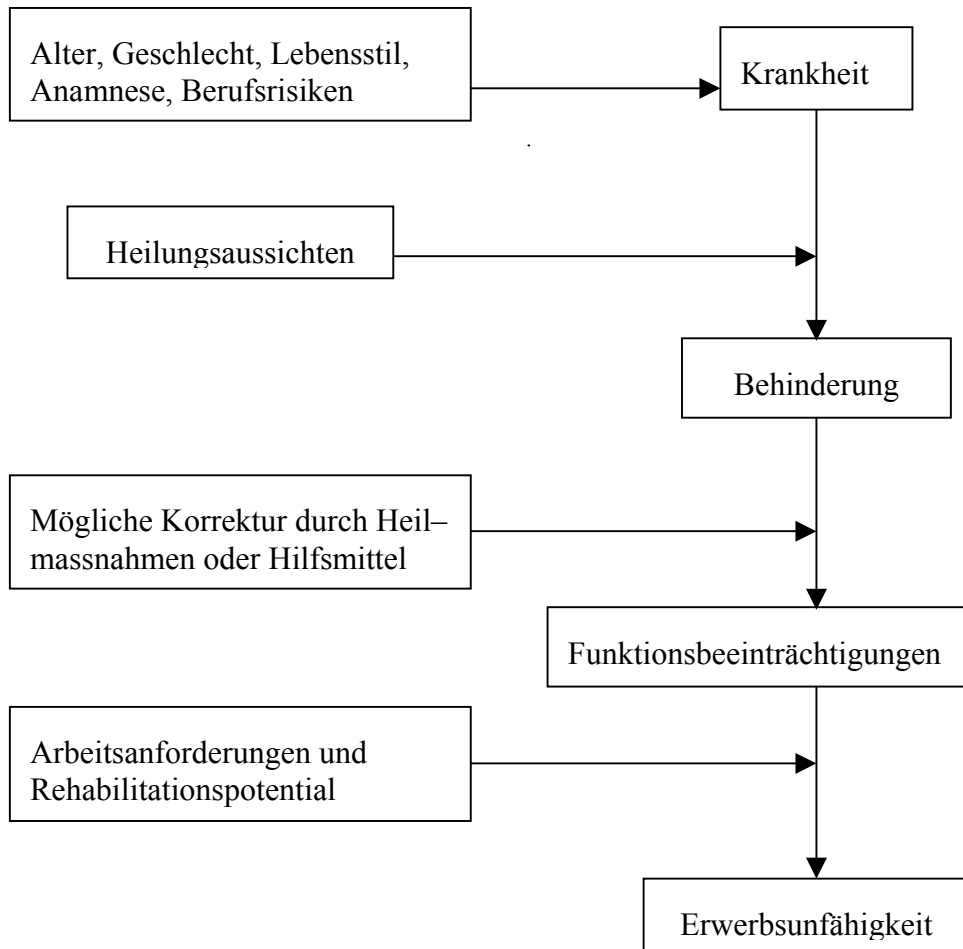 Alter, Geschlecht, Lebensstil,
Anamnese, Berufsrisiken
Krankheit
Heilungsaussichten
Behinderung
Mögliche Korrektur durch Heil–
massnahmen oder Hilfsmittel
Funktionsbeeinträchtigungen
Arbeitsanforderungen und
Rehabilitationspotential
Erwerbsunfähigkeit